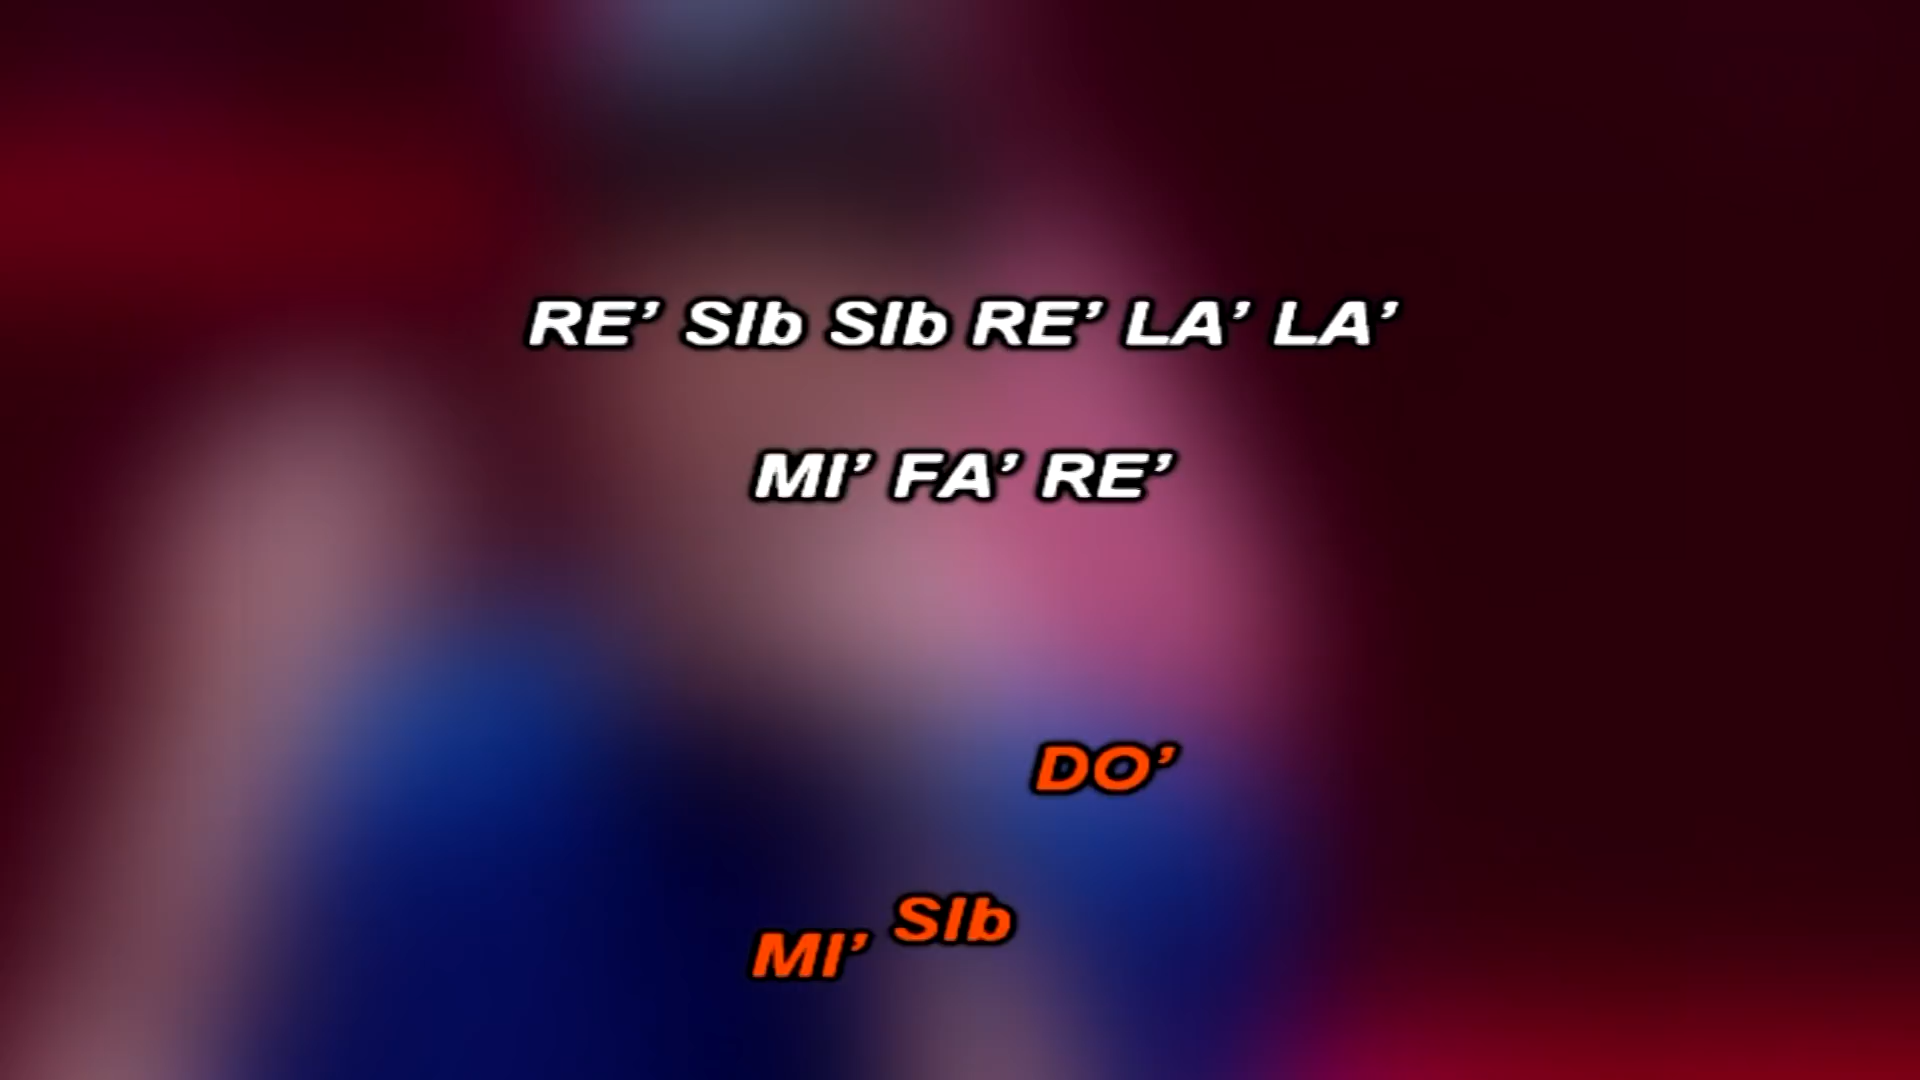 RE’ SIb SIb RE’ LA’ LA’
MI’ FA’ RE’
DO’
MI’ SIb